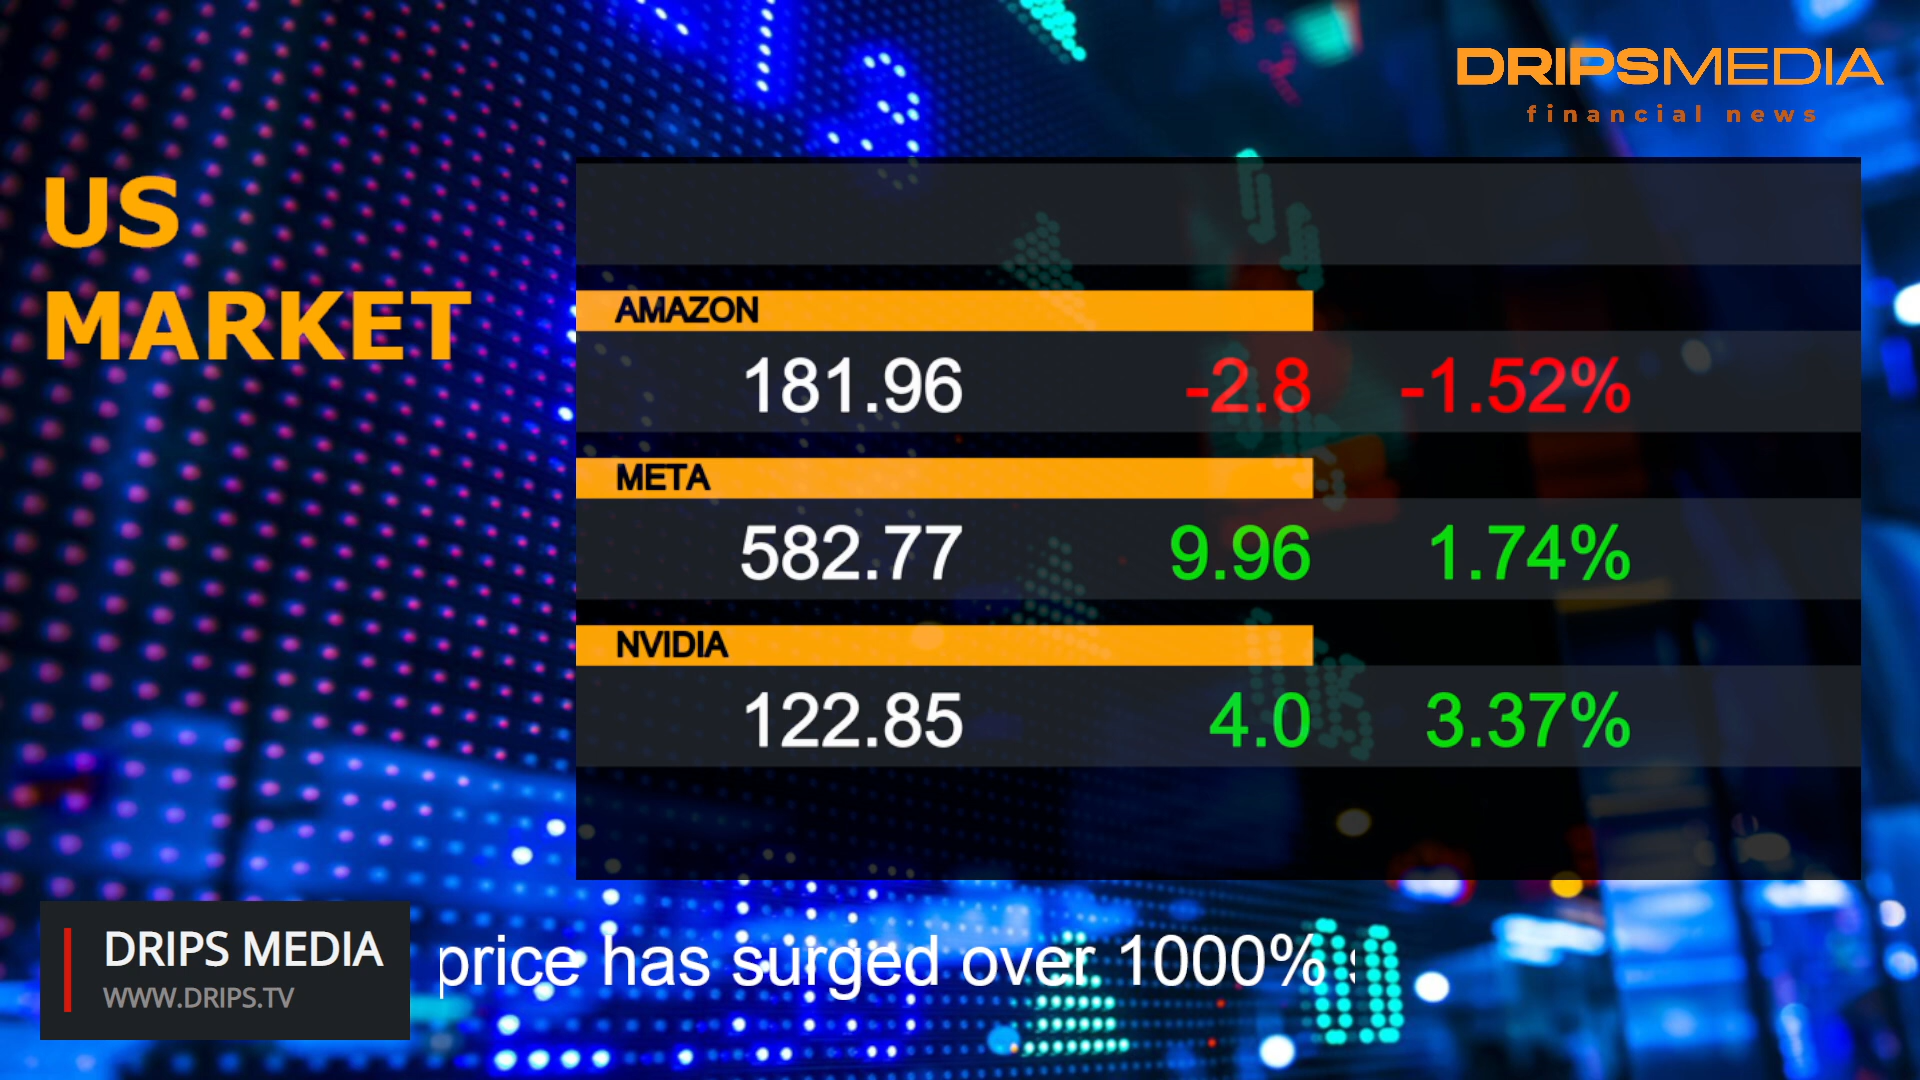 DRIPSMEDIA
financial news
US
MARKET
AMAZON
181.96 -2.8 -1.52%
META
582.77 9.96 1.74%
NVIDIA
122.85 4.0 3.37%
DRIPS MEDIA
WWW.DRIPS.TV
price has surged over 1000%